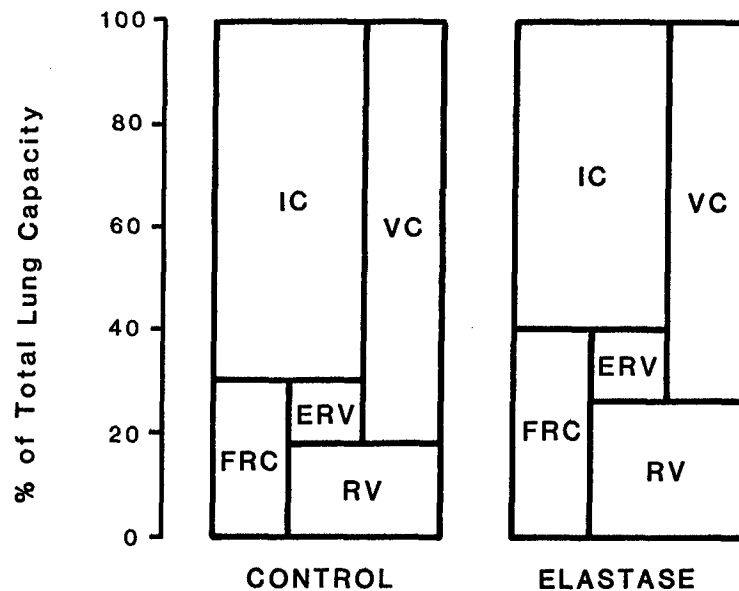 % of Total Lung Capacity
100
80
60
40
20
0
IC
VC
FRC
ERV
RV
CONTROL
IC
VC
FRC
ERV
RV
ELASTASE